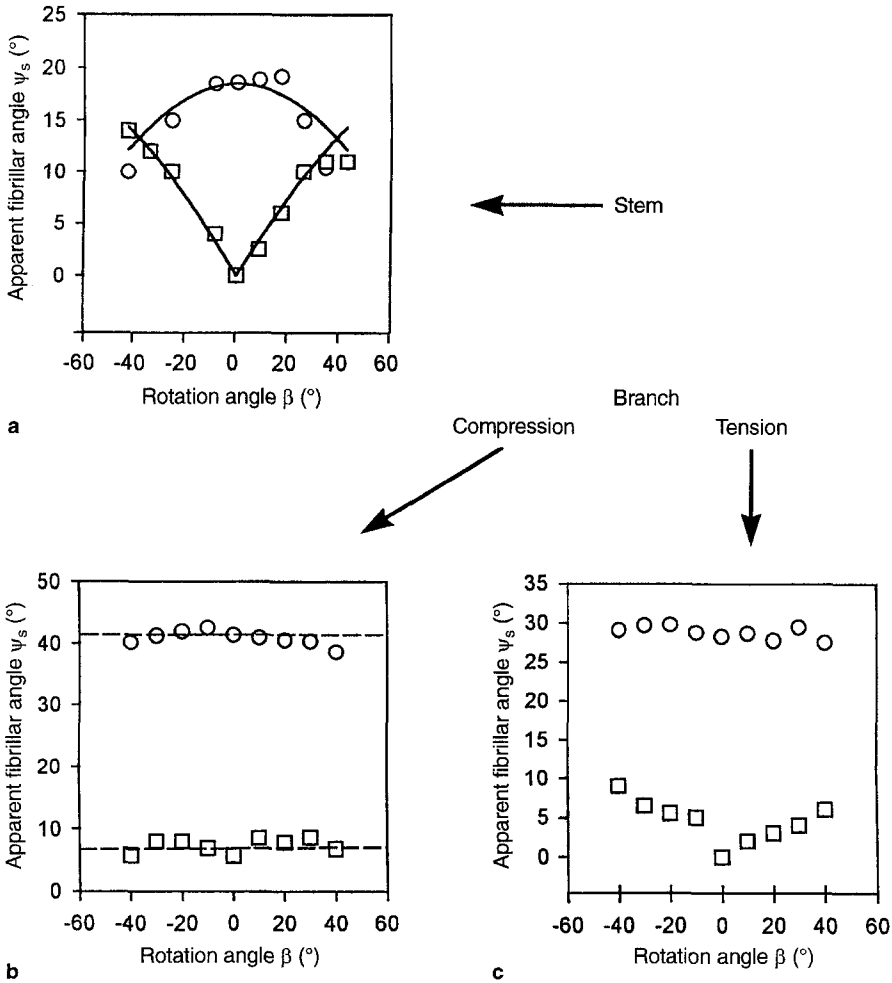 25
20
15
10
5
0
Apparent fibrillar angle ψs (°)
-60 -40 -20 0 20 40 60
Rotation angle β (°)
a
Stem
Branch
Compression
Tension
50
40
30
20
10
0
Apparent fibrillar angle ψs (°)
-60 -40 -20 0 20 40 60
Rotation angle β (°)
b
35
30
25
20
15
10
5
0
Apparent fibrillar angle ψs (°)
-60 -40 -20 0 20 40 60
Rotation angle β (°)
c